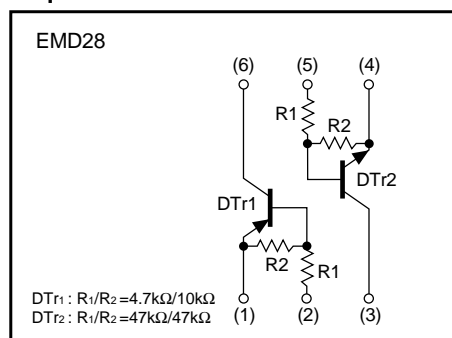 EMD28
(6) (5) (4)
R1
R2
DTr2
DTr1
R2
R1
(1) (2) (3)
DTr1 : R1/R2=4.7kΩ/10kΩ
DTr2 : R1/R2=47kΩ/47kΩ